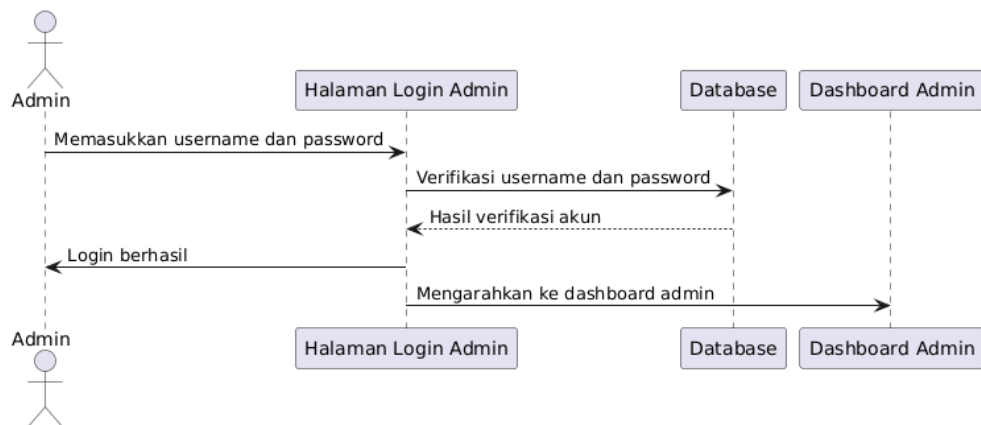 Admin
Halaman Login Admin
Database
Dashboard Admin
Memasukkan username dan password
Verifikasi username dan password
Hasil verifikasi akun
Login berhasil
Mengarahkan ke dashboard admin
Admin
Halaman Login Admin
Database
Dashboard Admin